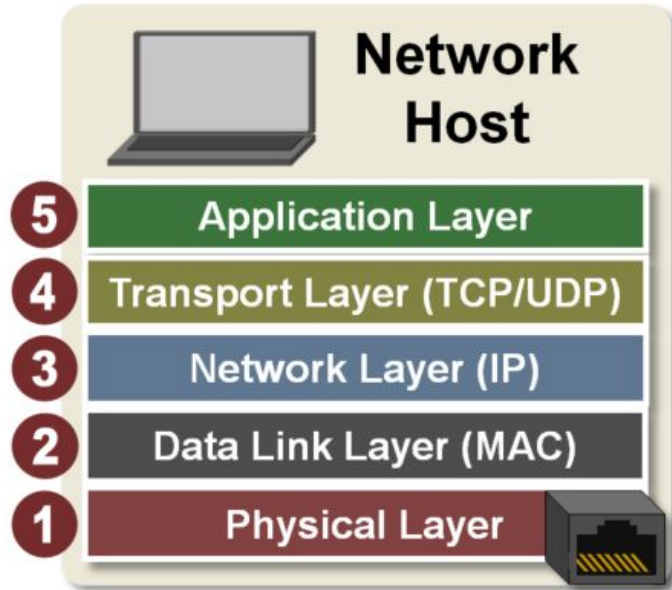 Network
Host
5 Application Layer
4 Transport Layer (TCP/UDP)
3 Network Layer (IP)
2 Data Link Layer (MAC)
1 Physical Layer